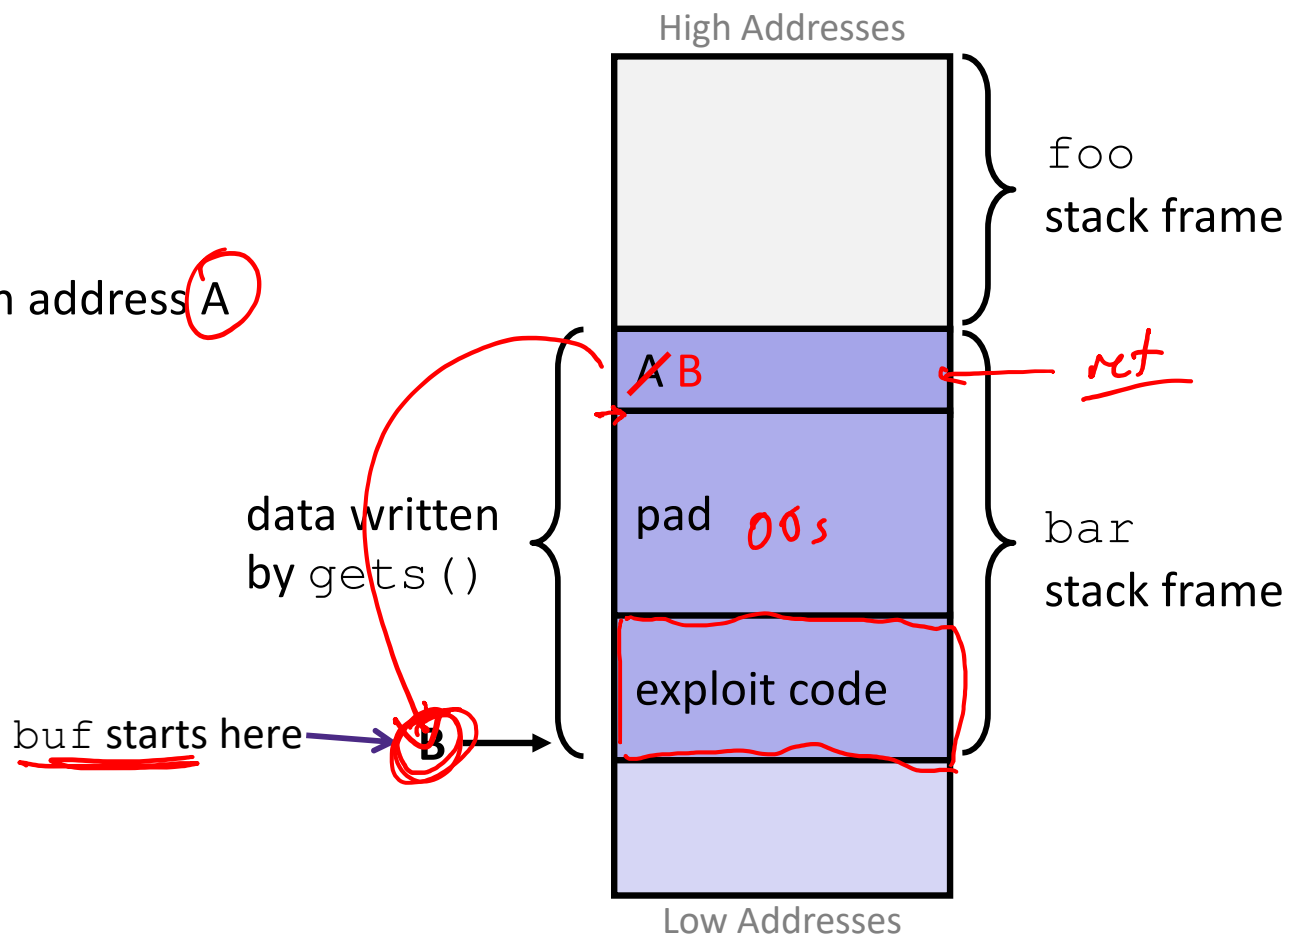 High Addresses
foo
stack frame
n address A
A B
ret
data written
by gets()
pad 00s
bar
stack frame
exploit code
buf starts here
B
Low Addresses